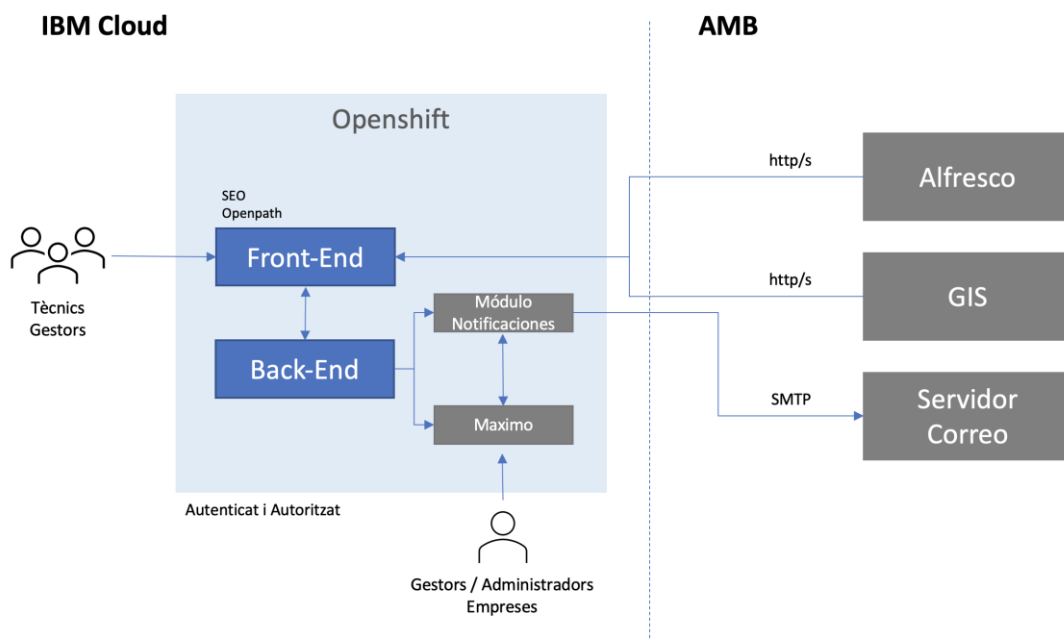 IBM Cloud
AMB
Openshift
http/s
Alfresco
SEO
Openpath
Front-End
Tècnics
Gestors
http/s
GIS
Módulo
Notificaciones
Back-End
SMTP
Servidor
Correo
Maximo
Autenticat i Autoritzat
Gestors / Administradors
Empreses